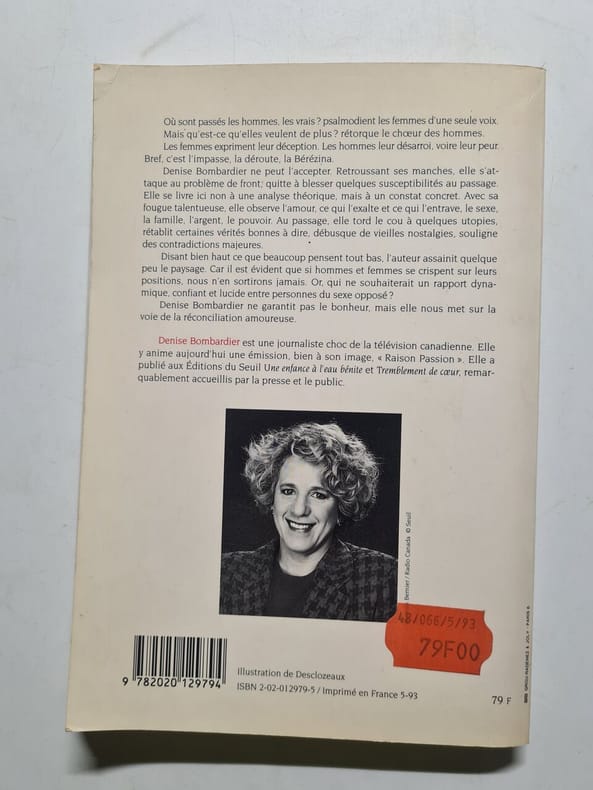 Où sont passés les hommes, les vrais ? psalmodient les femmes d'une seule voix.
Mais qu'est-ce qu'elles veulent de plus ? rétorque le chœur des hommes.
Les femmes expriment leur déception. Les hommes leur désarroi, voire leur peur.
Bref, c'est l'impasse, la déroute, la Bérézina.
Denise Bombardier ne peut l'accepter. Retroussant ses manches, elle s'at-
taque au problème de front, quitte à blesser quelques susceptibilités au passage.
Elle se livre ici non à une analyse théorique, mais à un constat concret. Avec sa
fougue talentueuse, elle observe l'amour, ce qui l'exalte et ce qui l'entrave, le sexe,
la famille, l'argent, le pouvoir. Au passage, elle tord le cou à quelques utopies,
rétablit certaines vérités bonnes à dire, débusque de vieilles nostalgies, souligne
des contradictions majeures.
Disant bien haut ce que beaucoup pensent tout bas, l'auteur assainit quelque
peu le paysage. Car il est évident que si hommes et femmes se crispent sur leurs
positions, nous n'en sortirons jamais. Or, qui ne souhaiterait un rapport dyna-
mique, confiant et lucide entre personnes du sexe opposé ?
Denise Bombardier ne garantit pas le bonheur, mais elle nous met sur la
voie de la réconciliation amoureuse.
Denise Bombardier est une journaliste choc de la télévision canadienne. Elle
y anime aujourd'hui une émission, bien à son image, « Raison Passion ». Elle a
publié aux Éditions du Seuil Une enfance à l'eau bénite et Tremblement de cœur, remar-
quablement accueillis par la presse et le public.
Bernier / Radio Canada © Seuil
48/066/5/93
79F00
9 782020 129794
Illustration de Desclozeaux
ISBN 2-02-012979-5 / Imprimé en France 5-93
79 F
& JOLY - PARIS 6